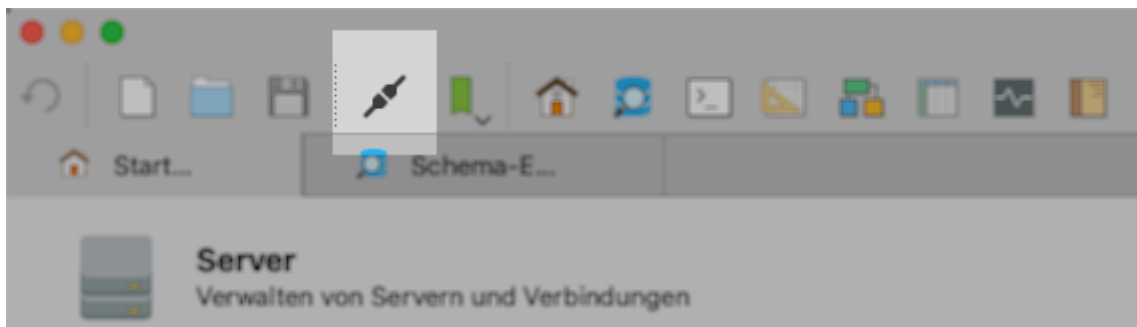 Start...
Schema-E...
Server
Verwalten von Servern und Verbindungen